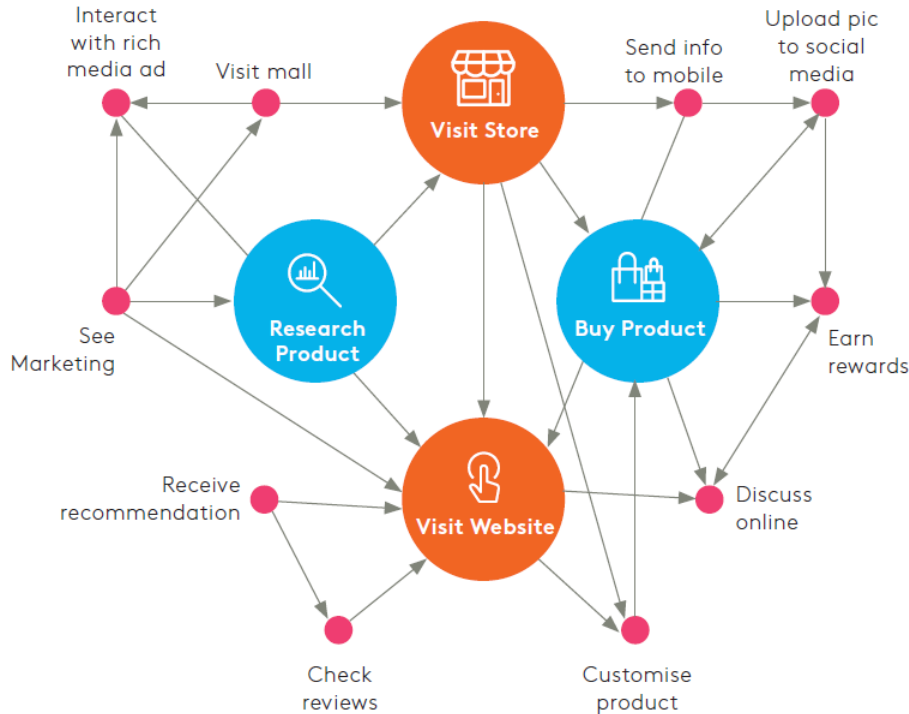 Interact
with rich
media ad
Visit mall
Send info
to mobile
Upload pic
to social
media
Visit Store
Research
Product
Buy Product
See
Marketing
Earn
rewards
Receive
recommendation
Visit Website
Discuss
online
Check
reviews
Customise
product